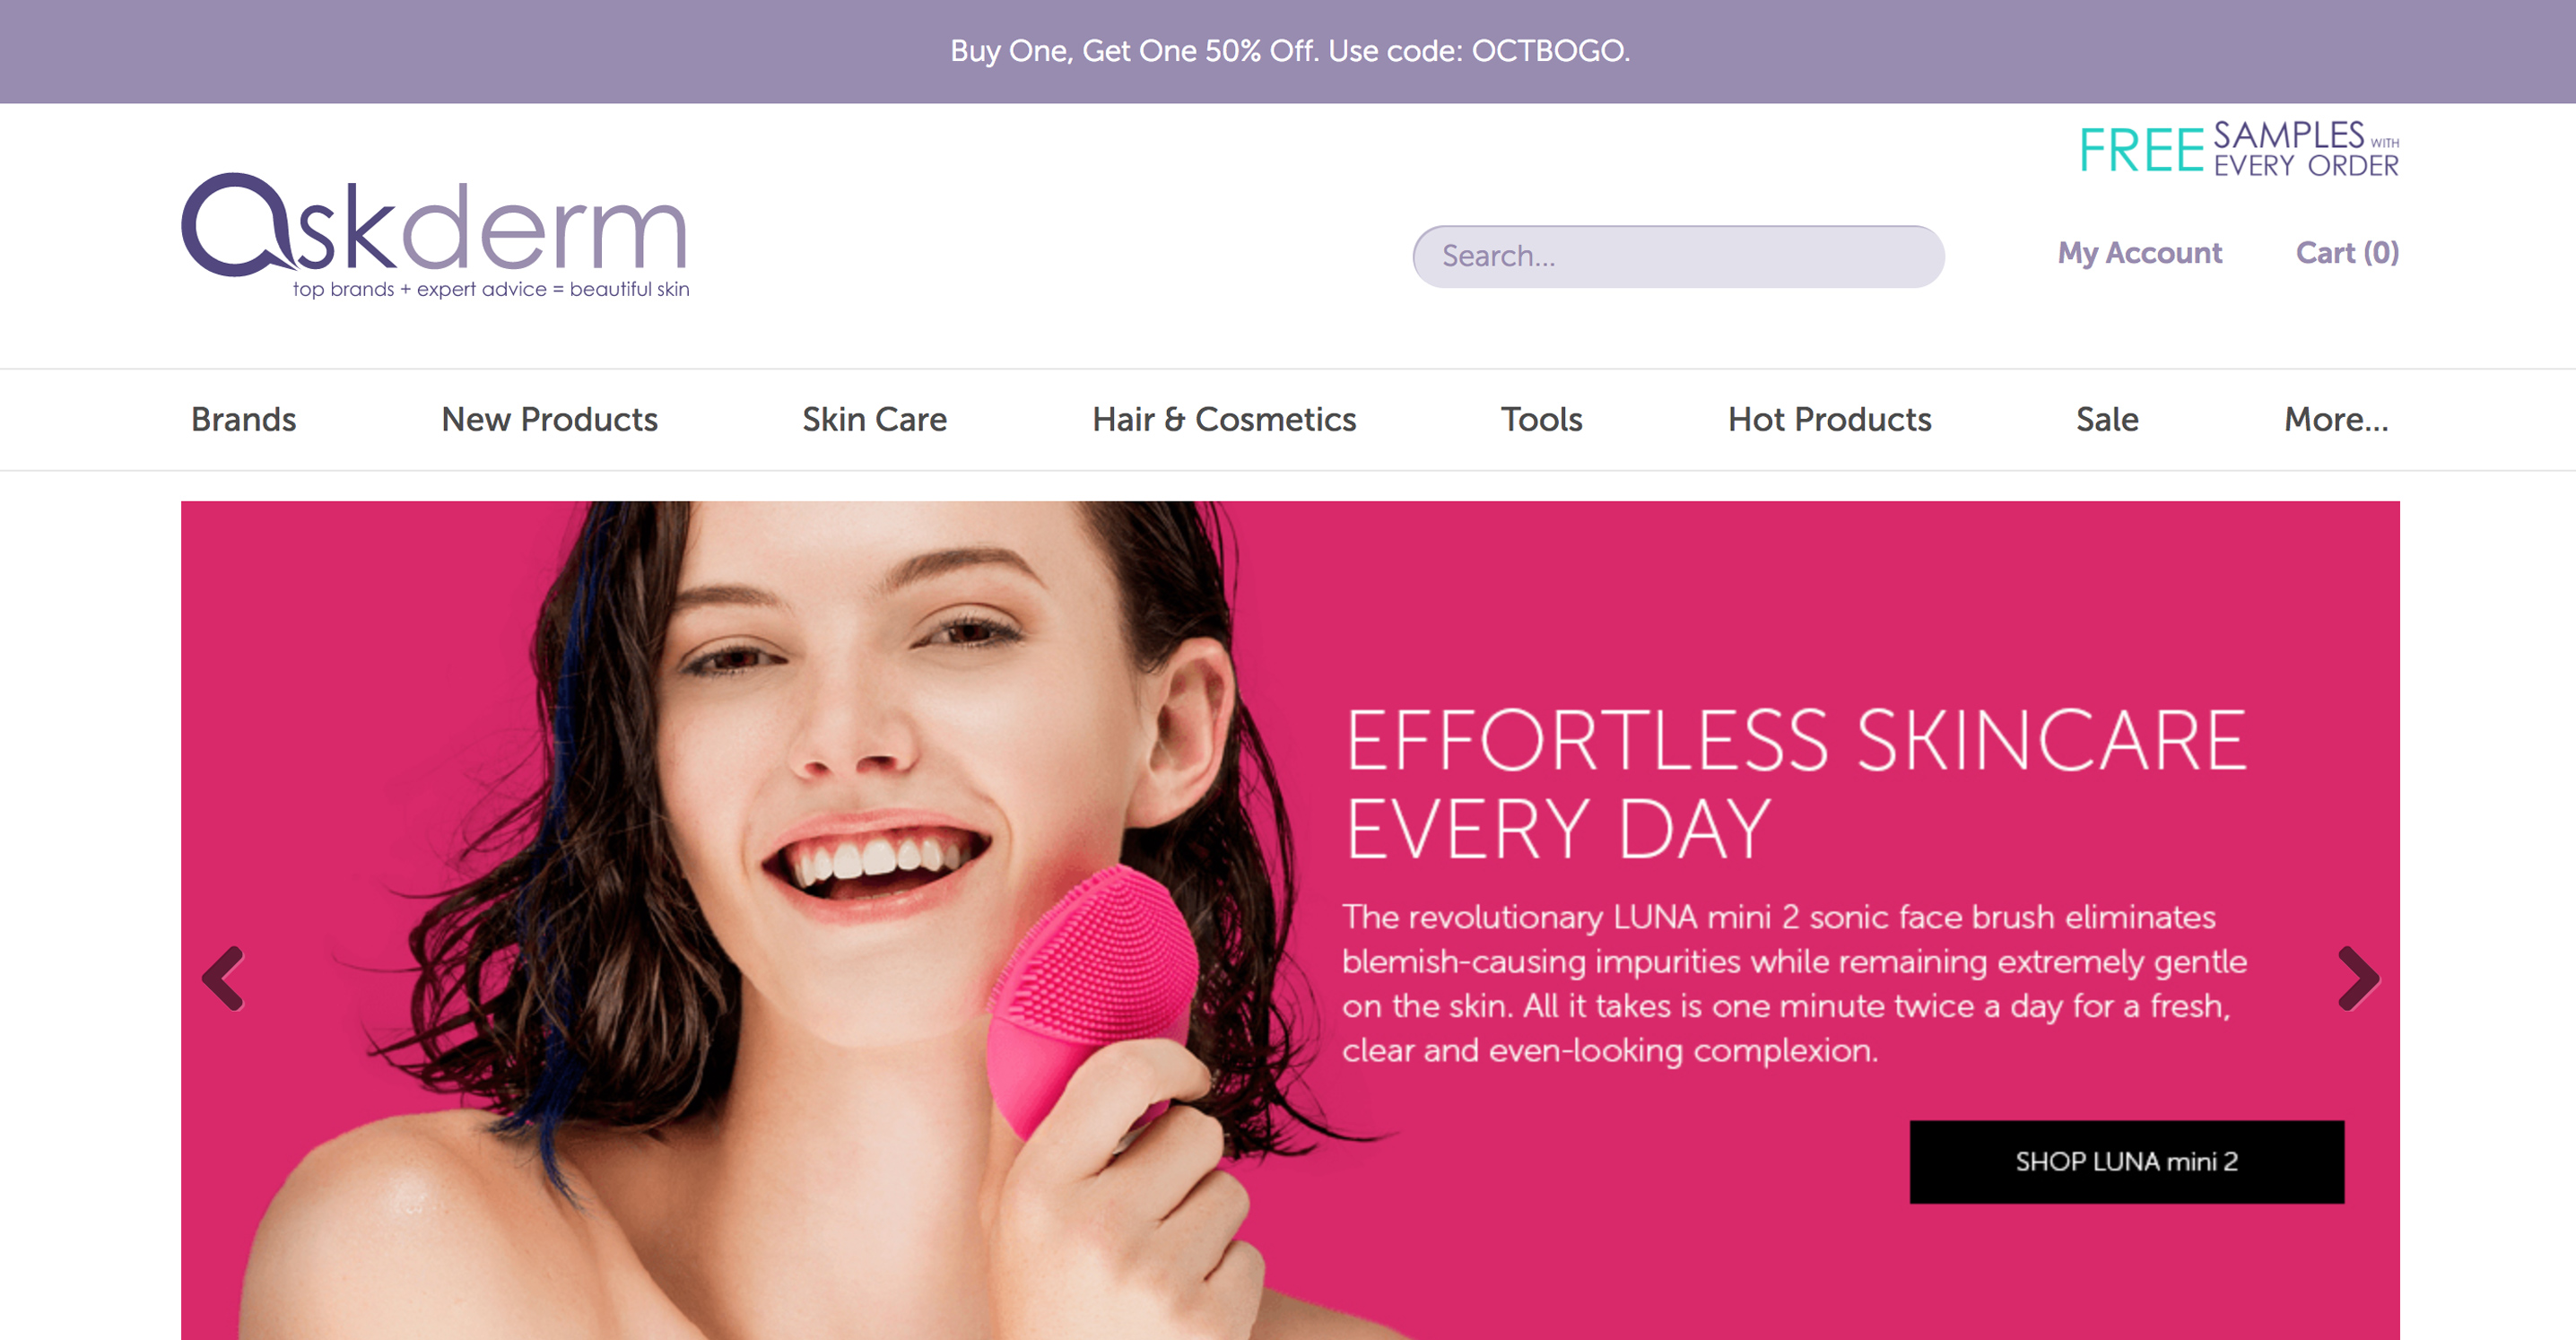 Buy One, Get One 50% Off. Use code: OCTBOGO.
FREE SAMPLES WITH
EVERY ORDER
askderm
top brands + expert advice = beautiful skin
Search...
My Account
Cart (0)
Brands
New Products
Skin Care
Hair & Cosmetics
Tools
Hot Products
Sale
More...
EFFORTLESS SKINCARE
EVERY DAY
The revolutionary LUNA mini 2 sonic face brush eliminates
blemish-causing impurities while remaining extremely gentle
on the skin. All it takes is one minute twice a day for a fresh,
clear and even-looking complexion.
SHOP LUNA mini 2